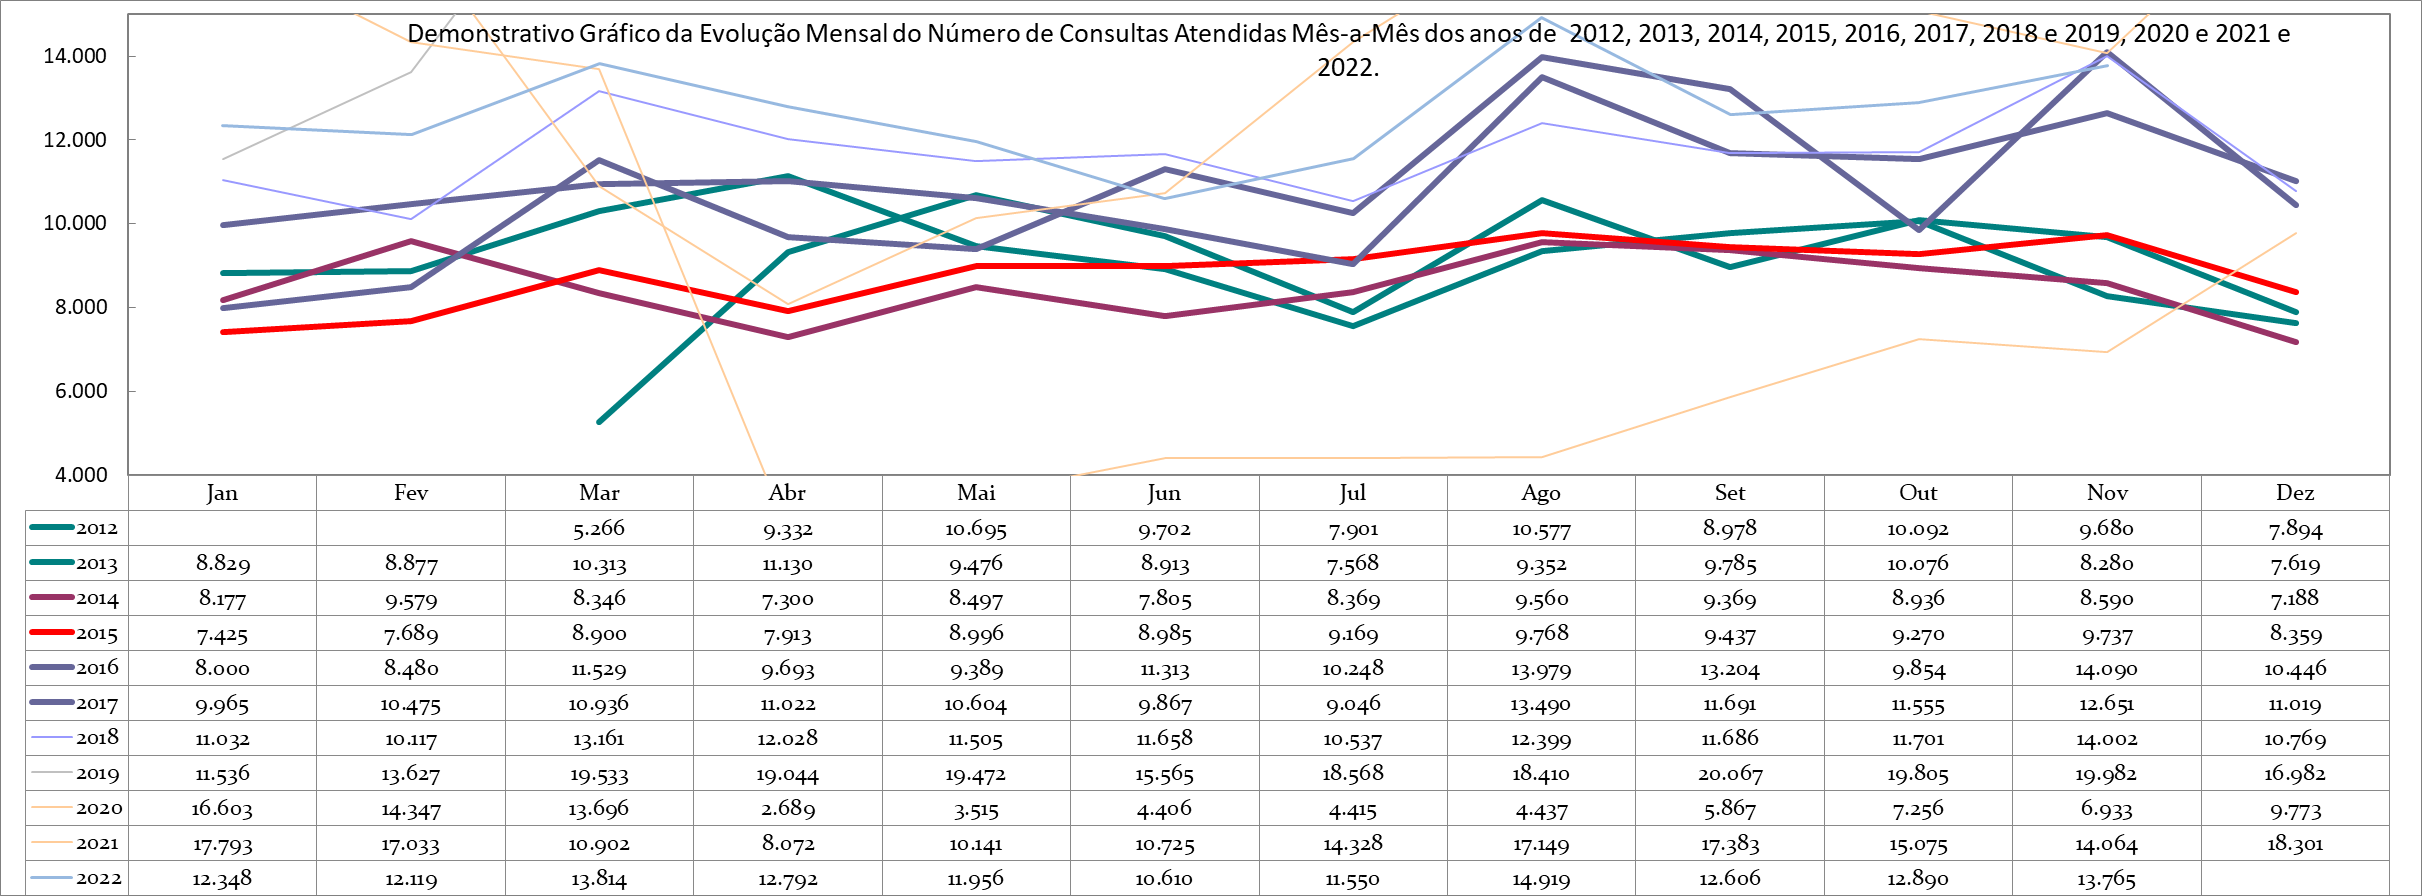 Demonstrativo Gráfico da Evolução Mensal do Número de Consultas Atendidas Mês-a-Mês dos anos de  2012, 2013, 2014, 2015, 2016, 2017, 2018 e 2019, 2020 e 2021 e
2022.
14.000
12.000
10.000
8.000
6.000
4.000
Jan Fev Mar Abr Mai Jun Jul Ago Set Out Nov Dez
2012 5.266 9.332 10.695 9.702 7.901 10.577 8.978 10.092 9.680 7.894
2013 8.829 8.877 10.313 11.130 9.476 8.913 7.568 9.352 9.785 10.076 8.280 7.619
2014 8.177 9.579 8.346 7.300 8.497 7.805 8.369 9.560 9.369 8.936 8.590 7.188
2015 7.425 7.689 8.900 7.913 8.996 8.985 9.169 9.768 9.437 9.270 9.737 8.359
2016 8.000 8.480 11.529 9.693 9.389 11.313 10.248 13.979 13.204 9.854 14.090 10.446
2017 9.965 10.475 10.936 11.022 10.604 9.867 9.046 13.490 11.691 11.555 12.651 11.019
2018 11.032 10.117 13.161 12.028 11.505 11.658 10.537 12.399 11.686 11.701 14.002 10.769
2019 11.536 13.627 19.533 19.044 19.472 15.565 18.568 18.410 20.067 19.805 19.982 16.982
2020 16.603 14.347 13.696 2.689 3.515 4.406 4.415 4.437 5.867 7.256 6.933 9.773
2021 17.793 17.033 10.902 8.072 10.141 10.725 14.328 17.149 17.383 15.075 14.064 18.301
2022 12.348 12.119 13.814 12.792 11.956 10.610 11.550 14.919 12.606 12.890 13.765